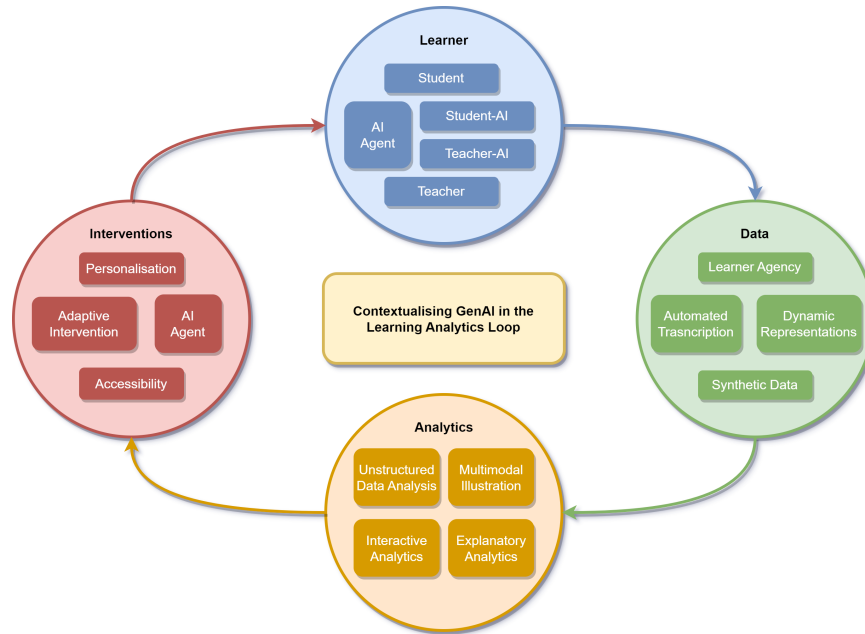 Learner
Student
AI
Agent
Student-AI
Teacher-AI
Teacher
Interventions
Personalisation
Adaptive
Intervention
AI
Agent
Accessibility
Contextualising GenAI in the
Learning Analytics Loop
Data
Learner Agency
Automated
Trasncription
Dynamic
Representations
Synthetic Data
Analytics
Unstructured
Data Analysis
Multimodal
Illustration
Interactive
Analytics
Explanatory
Analytics